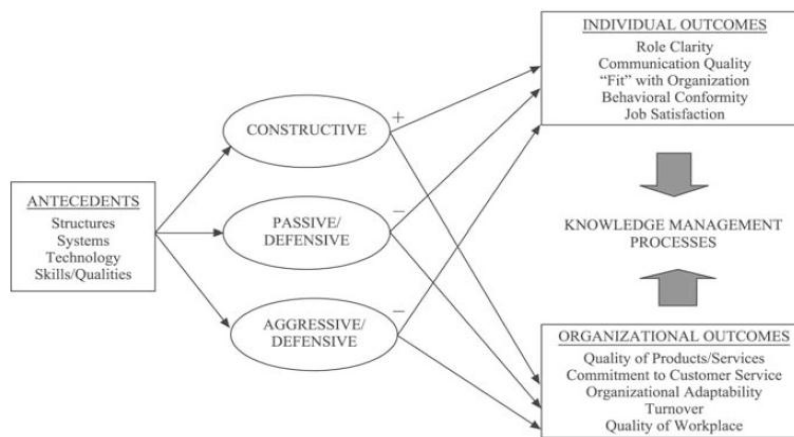 INDIVIDUAL OUTCOMES
Role Clarity
Communication Quality
“Fit” with Organization
Behavioral Conformity
Job Satisfaction
+
CONSTRUCTIVE
ANTECEDENTS
Structures
Systems
Technology
Skills/Qualities
−
PASSIVE/
DEFENSIVE
KNOWLEDGE MANAGEMENT
PROCESSES
−
AGGRESSIVE/
DEFENSIVE
ORGANIZATIONAL OUTCOMES
Quality of Products/Services
Commitment to Customer Service
Organizational Adaptability
Turnover
Quality of Workplace